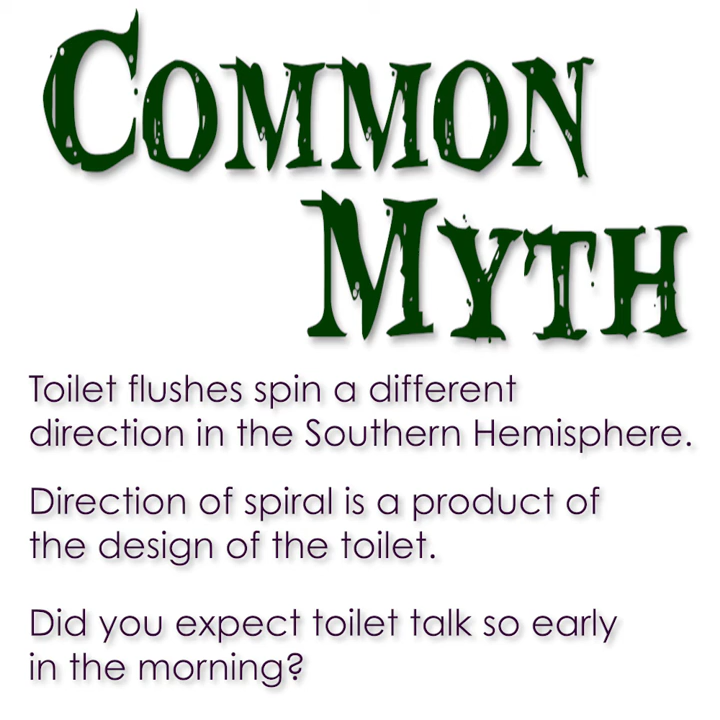 COMMON
MYTH
Toilet flushes spin a different
direction in the Southern Hemisphere.
Direction of spiral is a product of
the design of the toilet.
Did you expect toilet talk so early
in the morning?